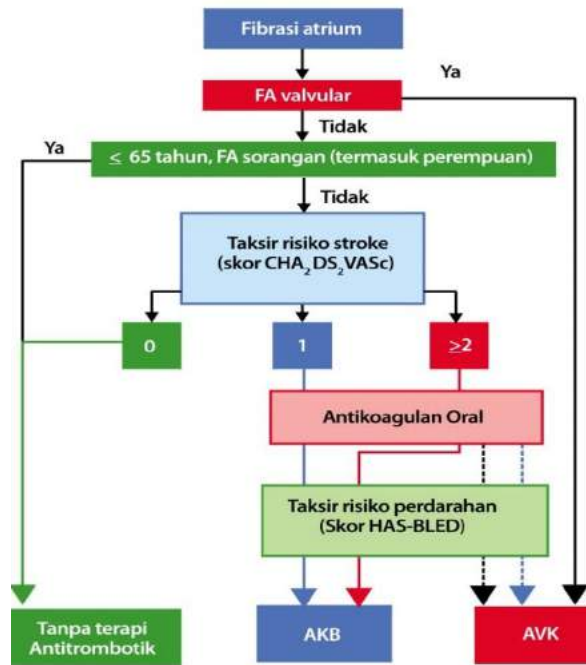 Fibrasi atrium
Ya
FA valvular
Tidak
Ya
≤ 65 tahun, FA sorangan (termasuk perempuan)
Tidak
Taksir risiko stroke
(skor CHA₂DS₂VASc)
0
1
≥2
Antikoagulan Oral
Taksir risiko perdarahan
(Skor HAS-BLED)
Tanpa terapi
Antitrombotik
AKB
AVK